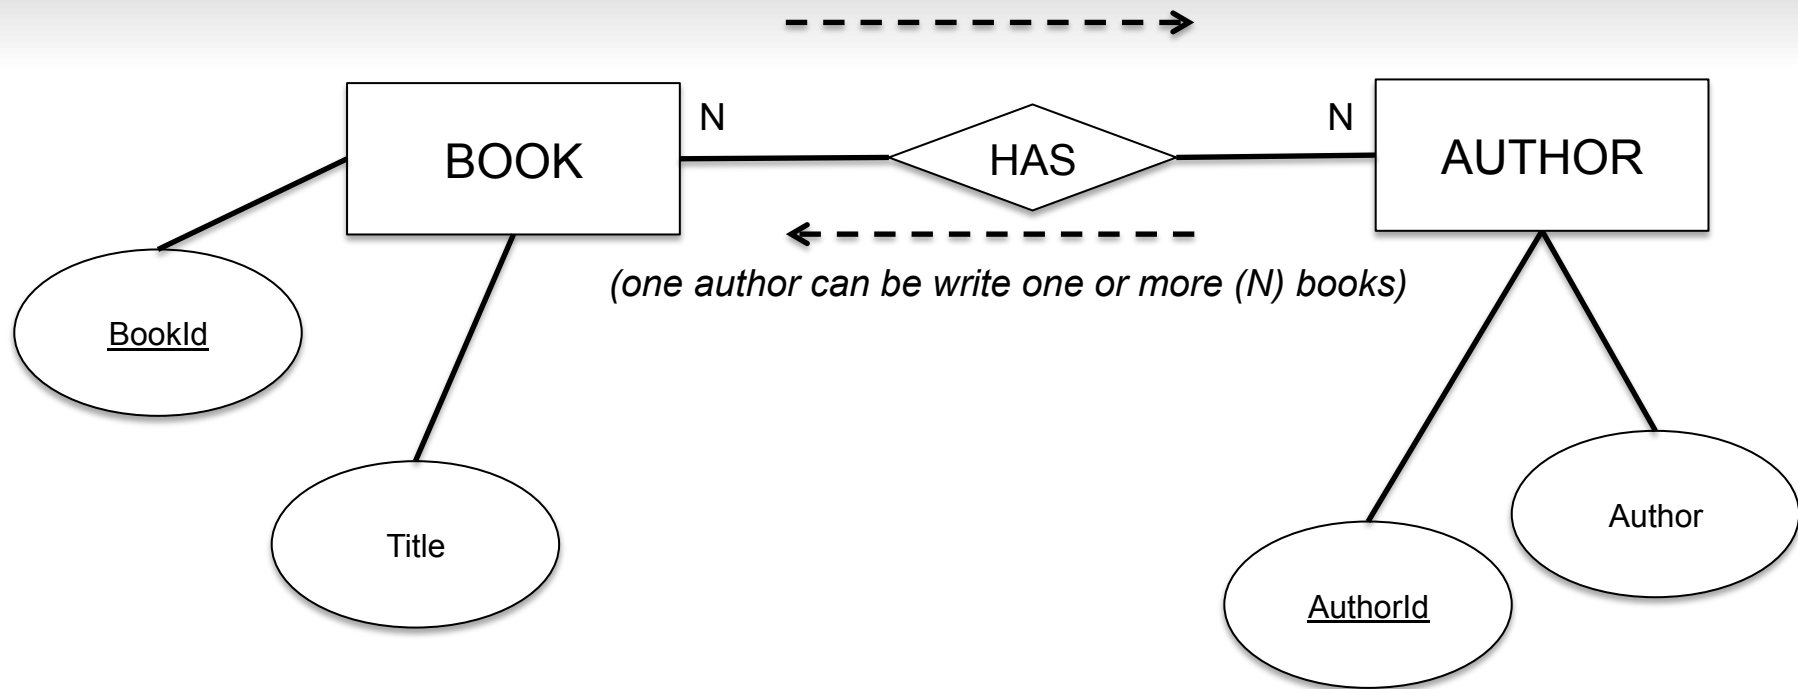 N
N
BOOK
HAS
AUTHOR
(one author can be write one or more (N) books)
BookId
Title
Author
AuthorId